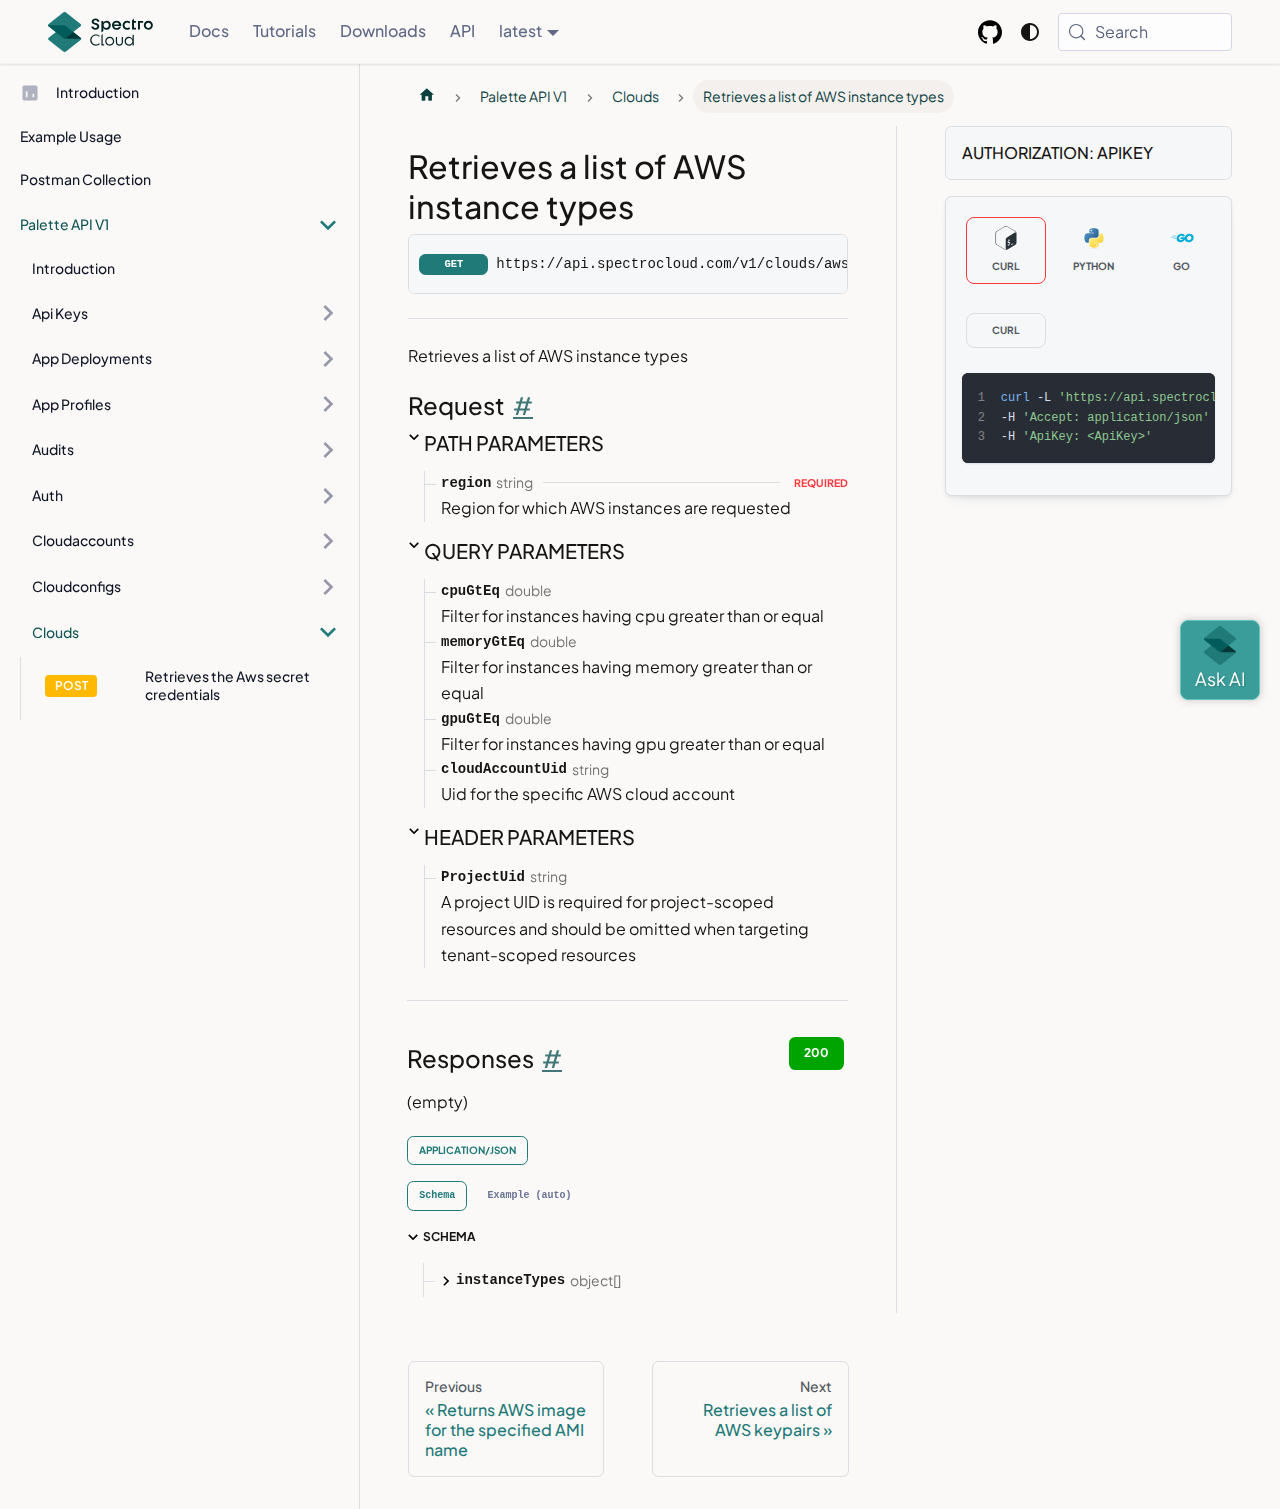 Spectro Cloud
Docs
Tutorials
Downloads
API
latest
Search
Introduction
Example Usage
Postman Collection
Palette API V1
Introduction
Api Keys
App Deployments
App Profiles
Audits
Auth
Cloudaccounts
Cloudconfigs
Clouds
POST
Retrieves the Aws secret
credentials
Palette API V1
Clouds
Retrieves a list of AWS instance types
Retrieves a list of AWS
instance types
GET https://api.spectrocloud.com/v1/clouds/aws
Retrieves a list of AWS instance types
Request #
PATH PARAMETERS
region string REQUIRED
Region for which AWS instances are requested
QUERY PARAMETERS
cpuGtEq double
Filter for instances having cpu greater than or equal
memoryGtEq double
Filter for instances having memory greater than or
equal
gpuGtEq double
Filter for instances having gpu greater than or equal
cloudAccountUid string
Uid for the specific AWS cloud account
HEADER PARAMETERS
ProjectUid string
A project UID is required for project-scoped
resources and should be omitted when targeting
tenant-scoped resources
Responses #
200
(empty)
APPLICATION/JSON
Schema
Example (auto)
SCHEMA
instanceTypes object[]
Previous
« Returns AWS image
for the specified AMI
name
Next
Retrieves a list of
AWS keypairs »
AUTHORIZATION: APIKEY
CURL
PYTHON
GO
CURL
1 curl -L 'https://api.spectrocl
2 -H 'Accept: application/json'
3 -H 'ApiKey: <ApiKey>'
Ask AI